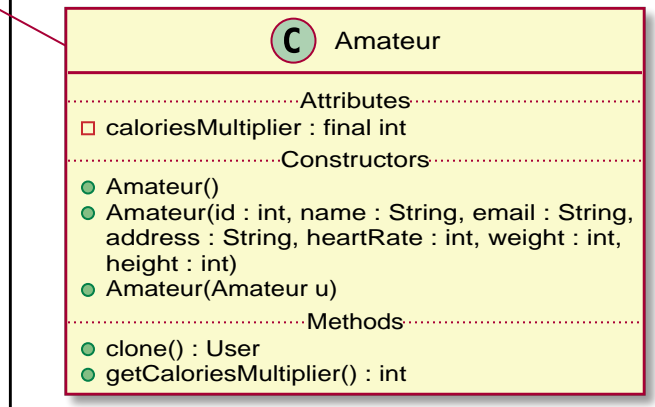 C Amateur
Attributes
caloriesMultiplier : final int
Constructors
Amateur()
Amateur(id : int, name : String, email : String,
address : String, heartRate : int, weight : int,
height : int)
Amateur(Amateur u)
Methods
clone() : User
getCaloriesMultiplier() : int